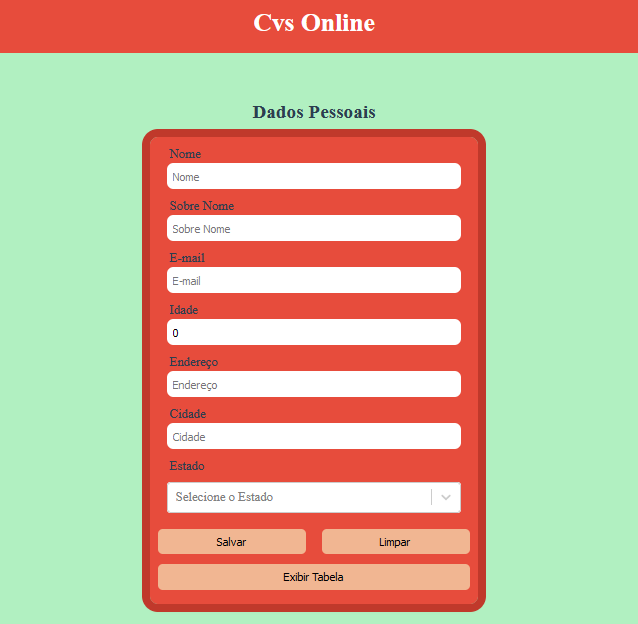 Cvs Online
Dados Pessoais
Nome
Nome
Sobre Nome
Sobre Nome
E-mail
E-mail
Idade
0
Endereço
Endereço
Cidade
Cidade
Estado
Selecione o Estado
Salvar Limpar
Exibir Tabela